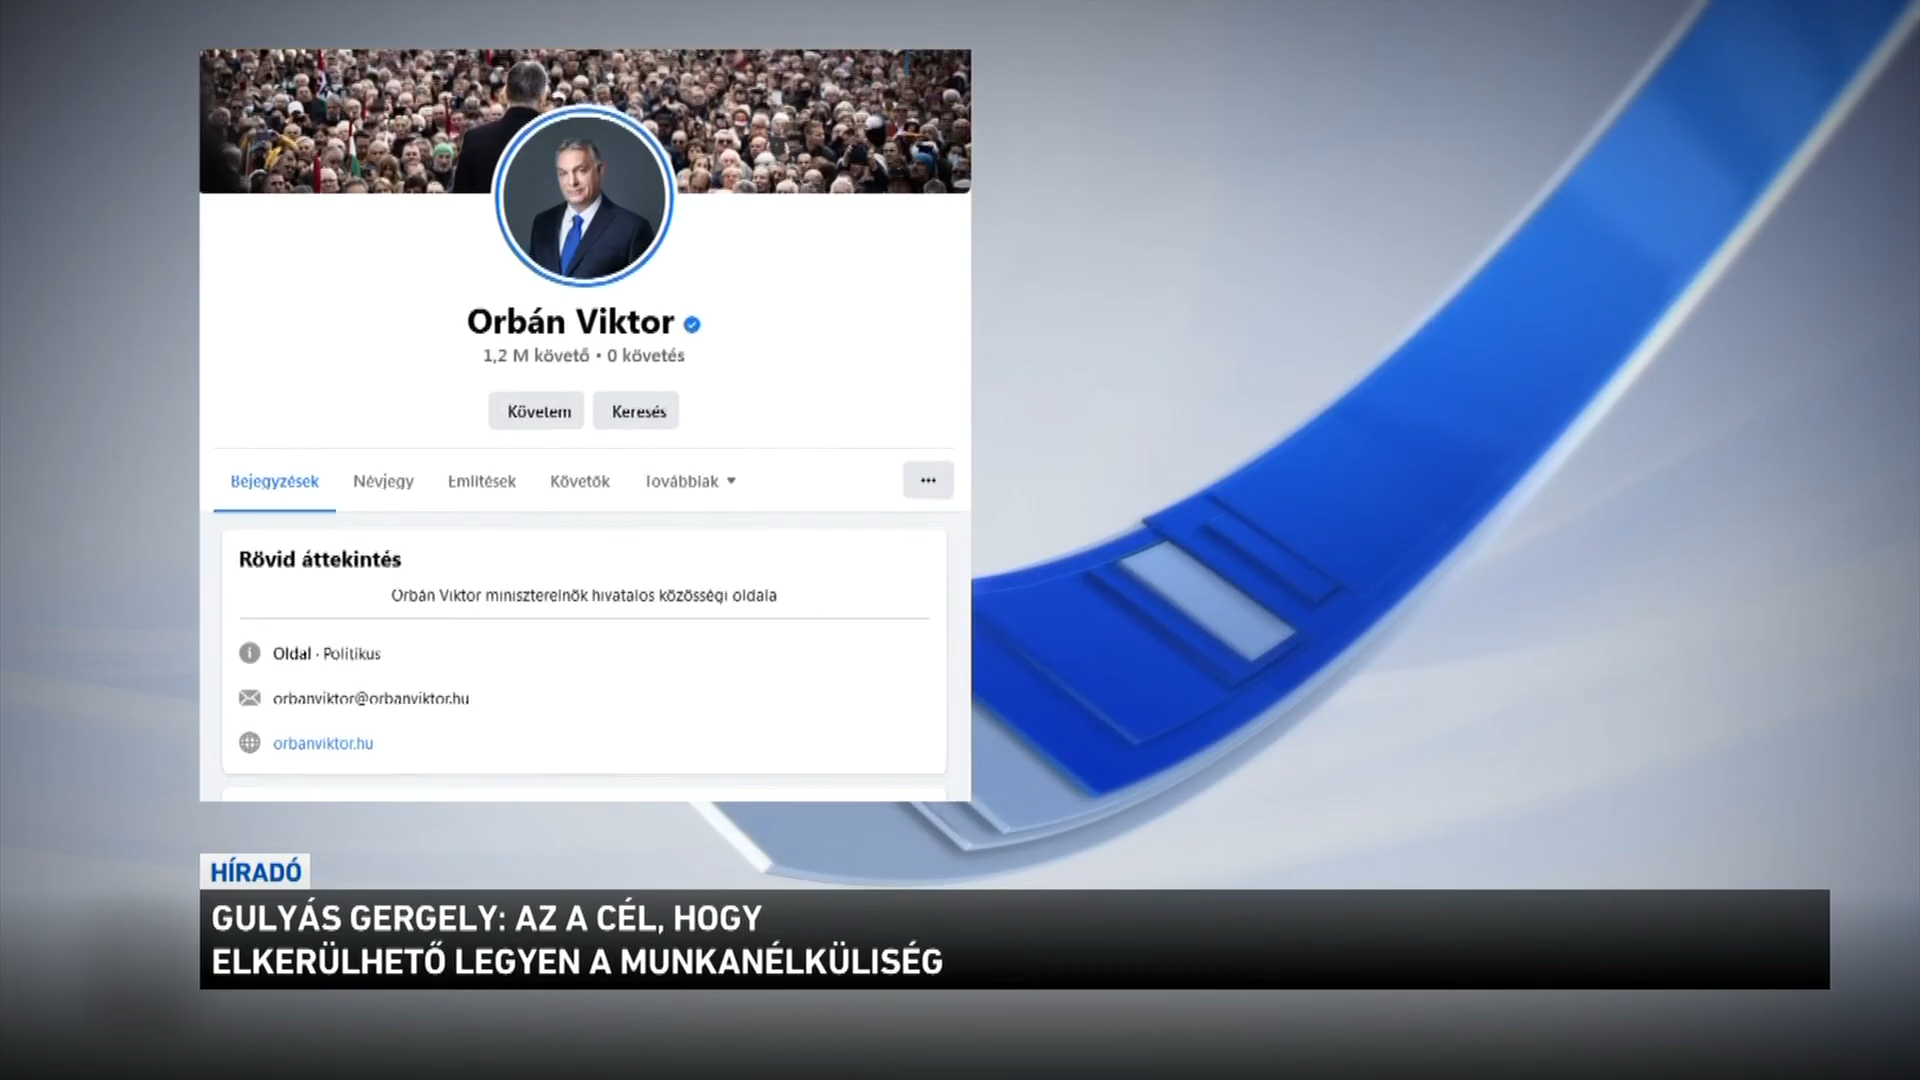 Orbán Viktor
1,2 M követő • 0 követés
Követem
Keresés
Bejegyzések
Névjegy
Említések
Követők
Továbbiak
Rövid áttekintés
Orbán Viktor miniszterelnök hivatalos közösségi oldala
Oldal · Politikus
orbanviktor@orbanviktor.hu
orbanviktor.hu
HÍRADÓ
GULYÁS GERGELY: AZ A CÉL, HOGY
ELKERÜLHETŐ LEGYEN A MUNKANÉLKÜLISÉG